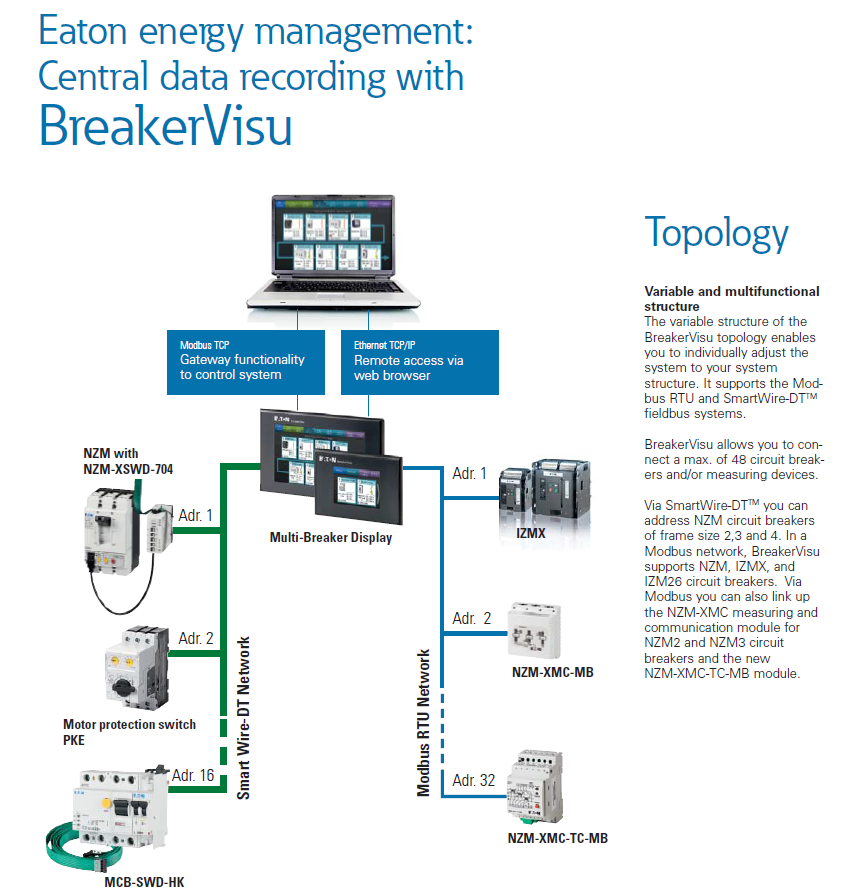 Eaton energy management:
Central data recording with
BreakerVisu
Topology
Variable and multifunctional
structure
The variable structure of the
BreakerVisu topology enables
you to individually adjust the
system to your system
structure. It supports the Mod-
bus RTU and SmartWire-DT™
fieldbus systems.
BreakerVisu allows you to con-
nect a max. of 48 circuit break-
ers and/or measuring devices.
Via SmartWire-DT™ you can
address NZM circuit breakers
of frame size 2,3 and 4. In a
Modbus network, BreakerVisu
supports NZM, IZMX, and
IZM26 circuit breakers.  Via
Modbus you can also link up
the NZM-XMC measuring and
communication module for
NZM2 and NZM3 circuit
breakers and the new
NZM-XMC-TC-MB module.
Modbus TCP
Gateway functionality
to control system
Ethernet TCP/IP
Remote access via
web browser
E·T·N
E·T·N
Multi-Breaker Display
NZM with
NZM-XSWD-704
Adr. 1
Adr. 2
Motor protection switch
PKE
Adr. 16
MCB-SWD-HK
Smart Wire-DT Network
Modbus RTU Network
Adr. 1
IZMX
Adr. 2
NZM-XMC-MB
Adr. 32
NZM-XMC-TC-MB